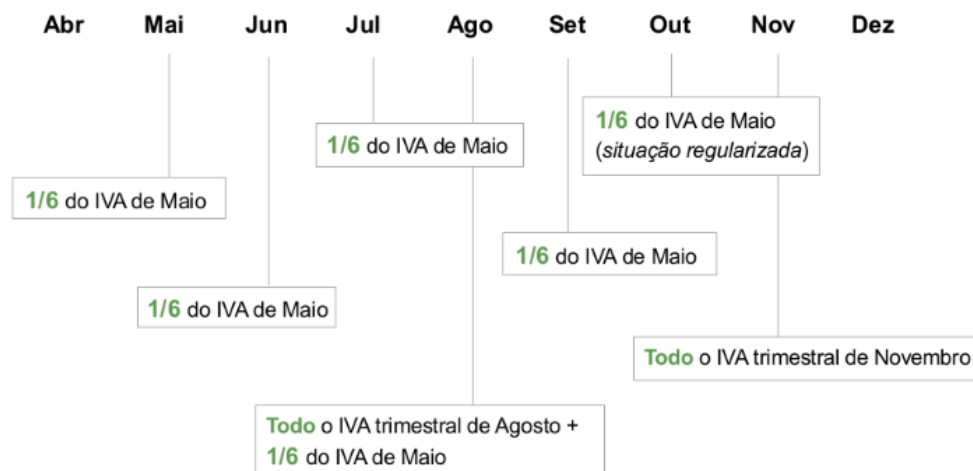 Abr Mai Jun Jul Ago Set Out Nov Dez
1/6 do IVA de Maio
(situação regularizada)
1/6 do IVA de Maio
1/6 do IVA de Maio
1/6 do IVA de Maio
1/6 do IVA de Maio
Todo o IVA trimestral de Novembro
Todo o IVA trimestral de Agosto +
1/6 do IVA de Maio